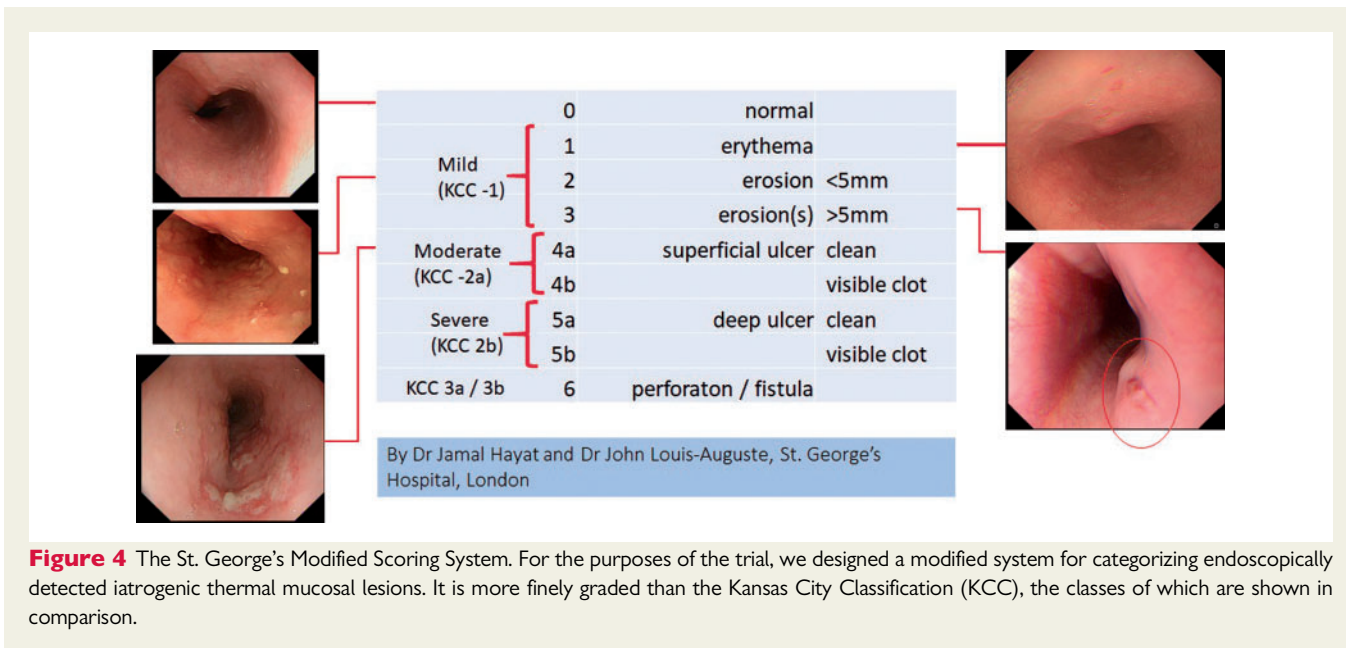 0 normal
1 erythema
Mild
(KCC -1)
2 erosion <5mm
3 erosion(s) >5mm
Moderate
(KCC -2a)
4a superficial ulcer clean
4b visible clot
Severe
(KCC 2b)
5a deep ulcer clean
5b visible clot
KCC 3a / 3b 6 perforaton / fistula
By Dr Jamal Hayat and Dr John Louis-Auguste, St. George's
Hospital, London
Figure 4 The St. George's Modified Scoring System. For the purposes of the trial, we designed a modified system for categorizing endoscopically
detected iatrogenic thermal mucosal lesions. It is more finely graded than the Kansas City Classification (KCC), the classes of which are shown in
comparison.